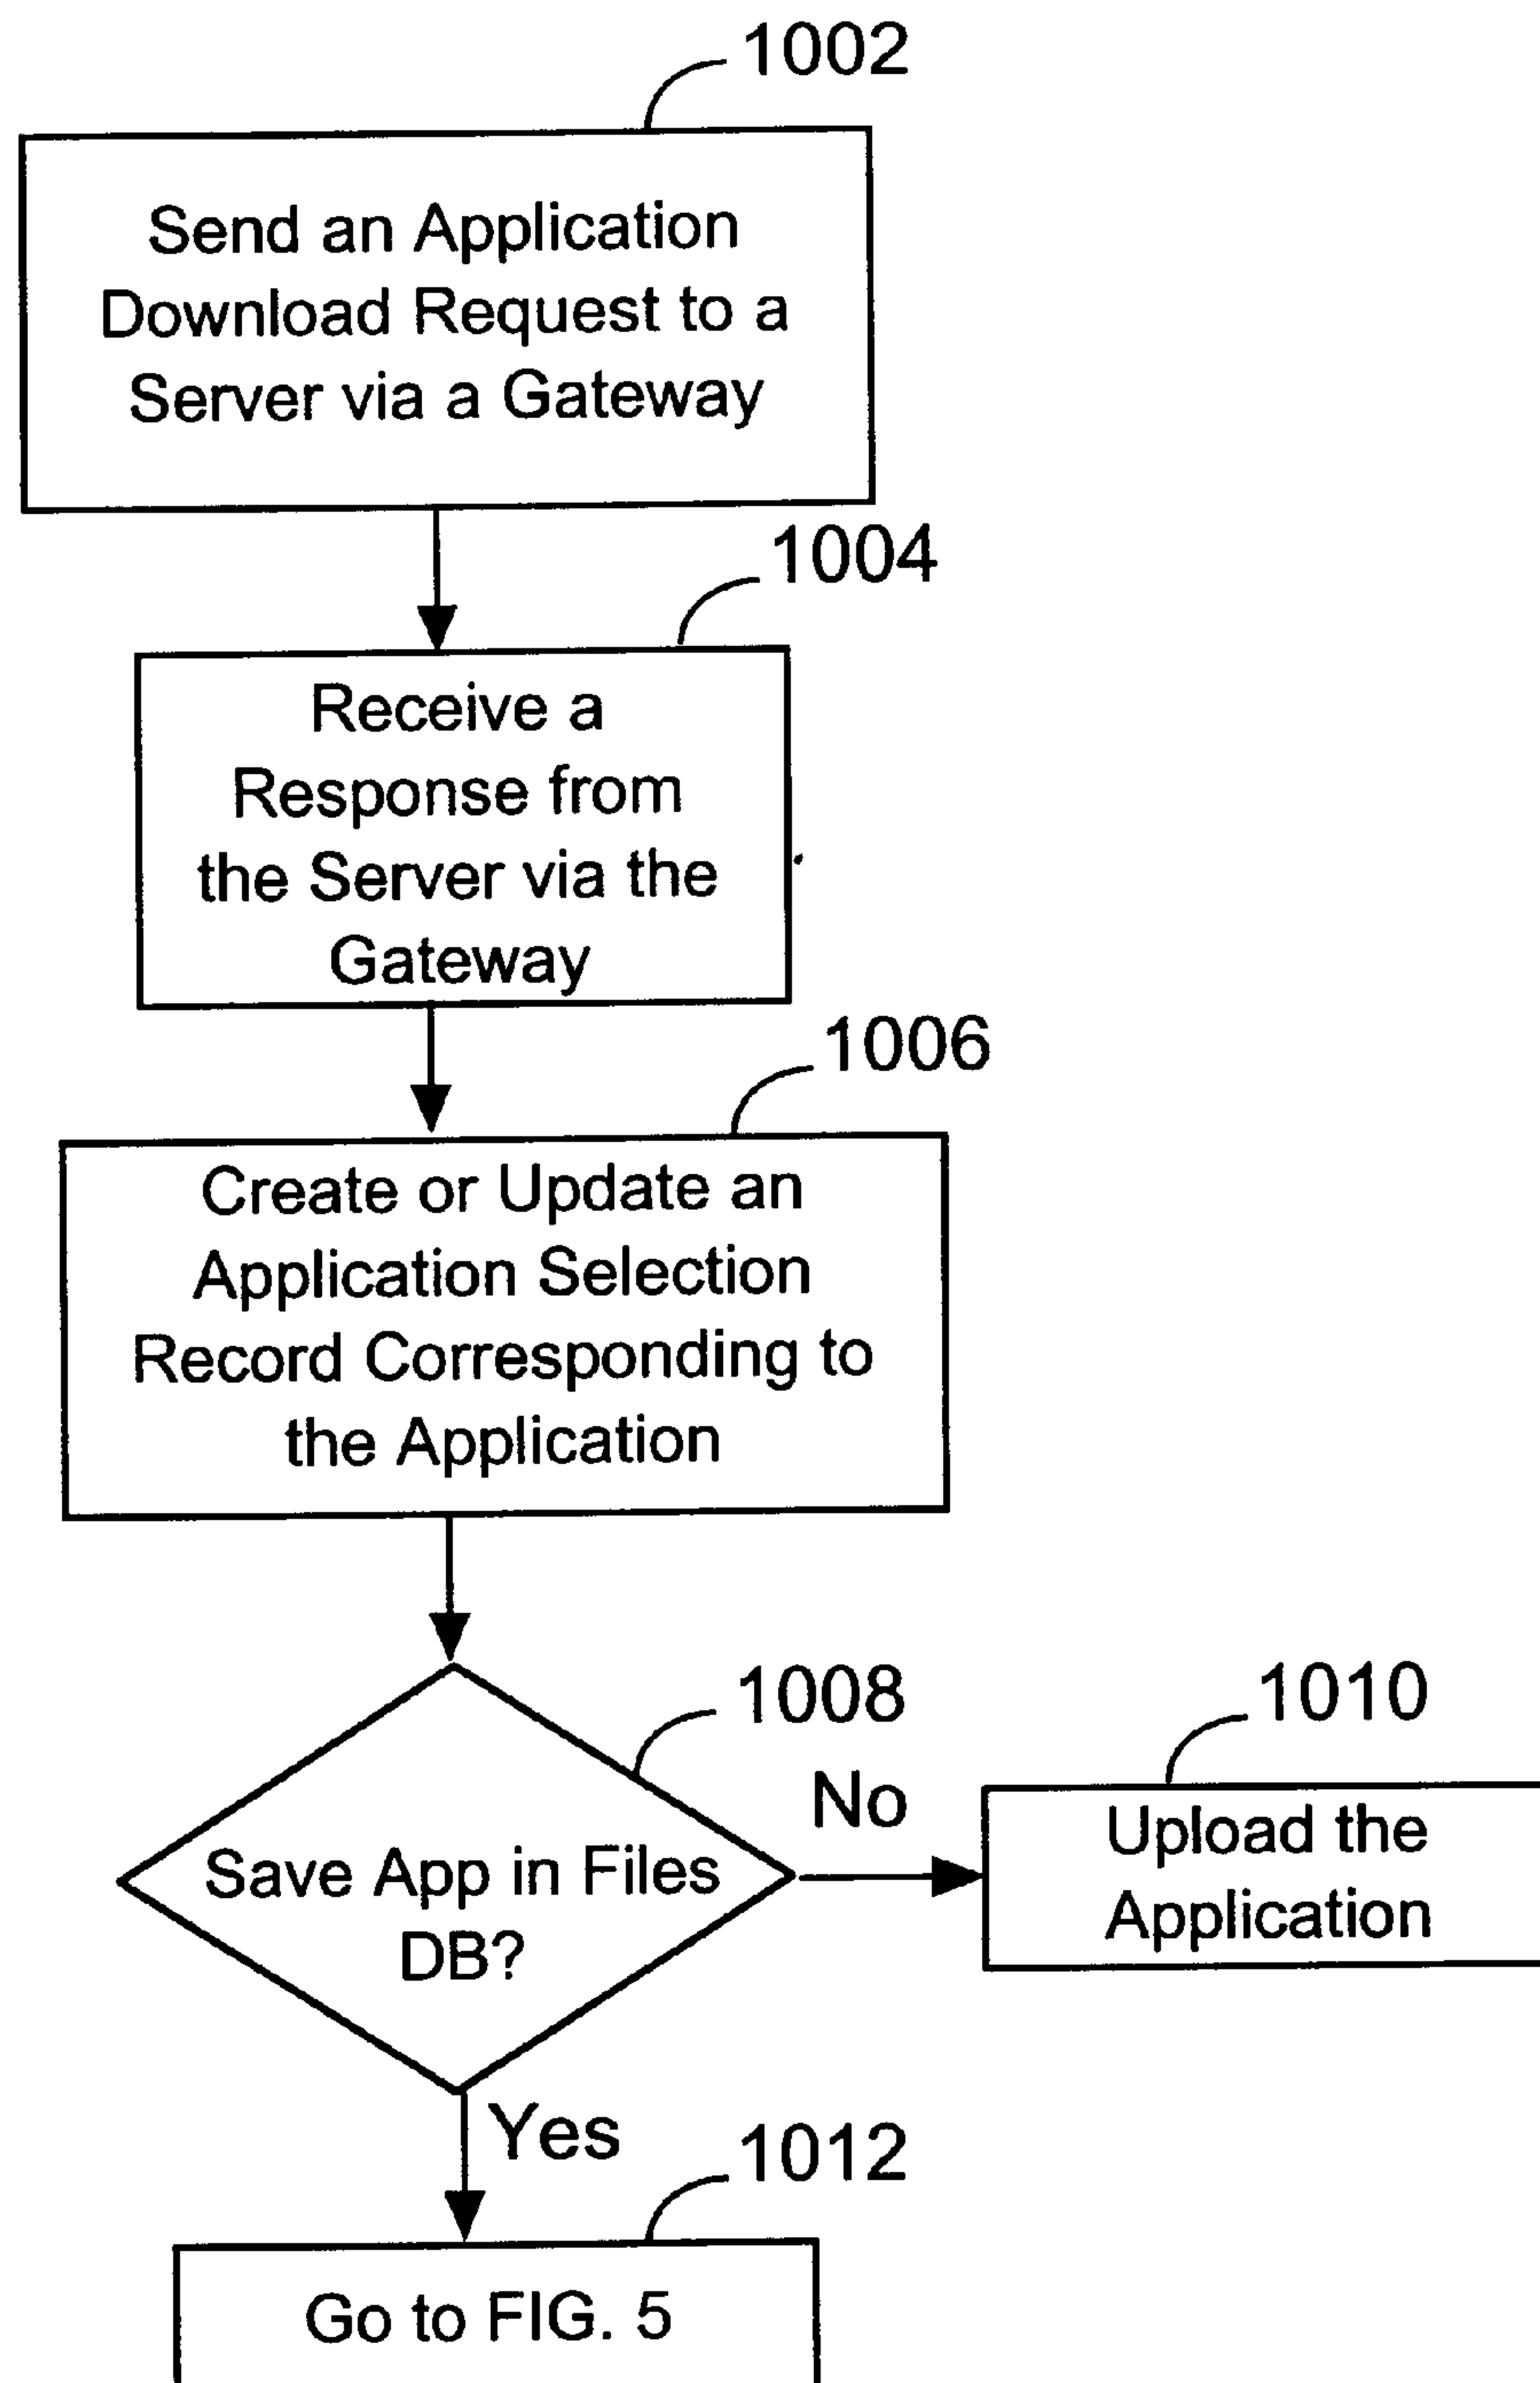 1002
Send an Application
Download Request to a
Server via a Gateway
1004
Receive a
Response from
the Server via the
Gateway
1006
Create or Update an
Application Selection
Record Corresponding to
the Application
1008
Save App in Files
DB?
No
1010
Upload the
Application
Yes
1012
Go to FIG. 5